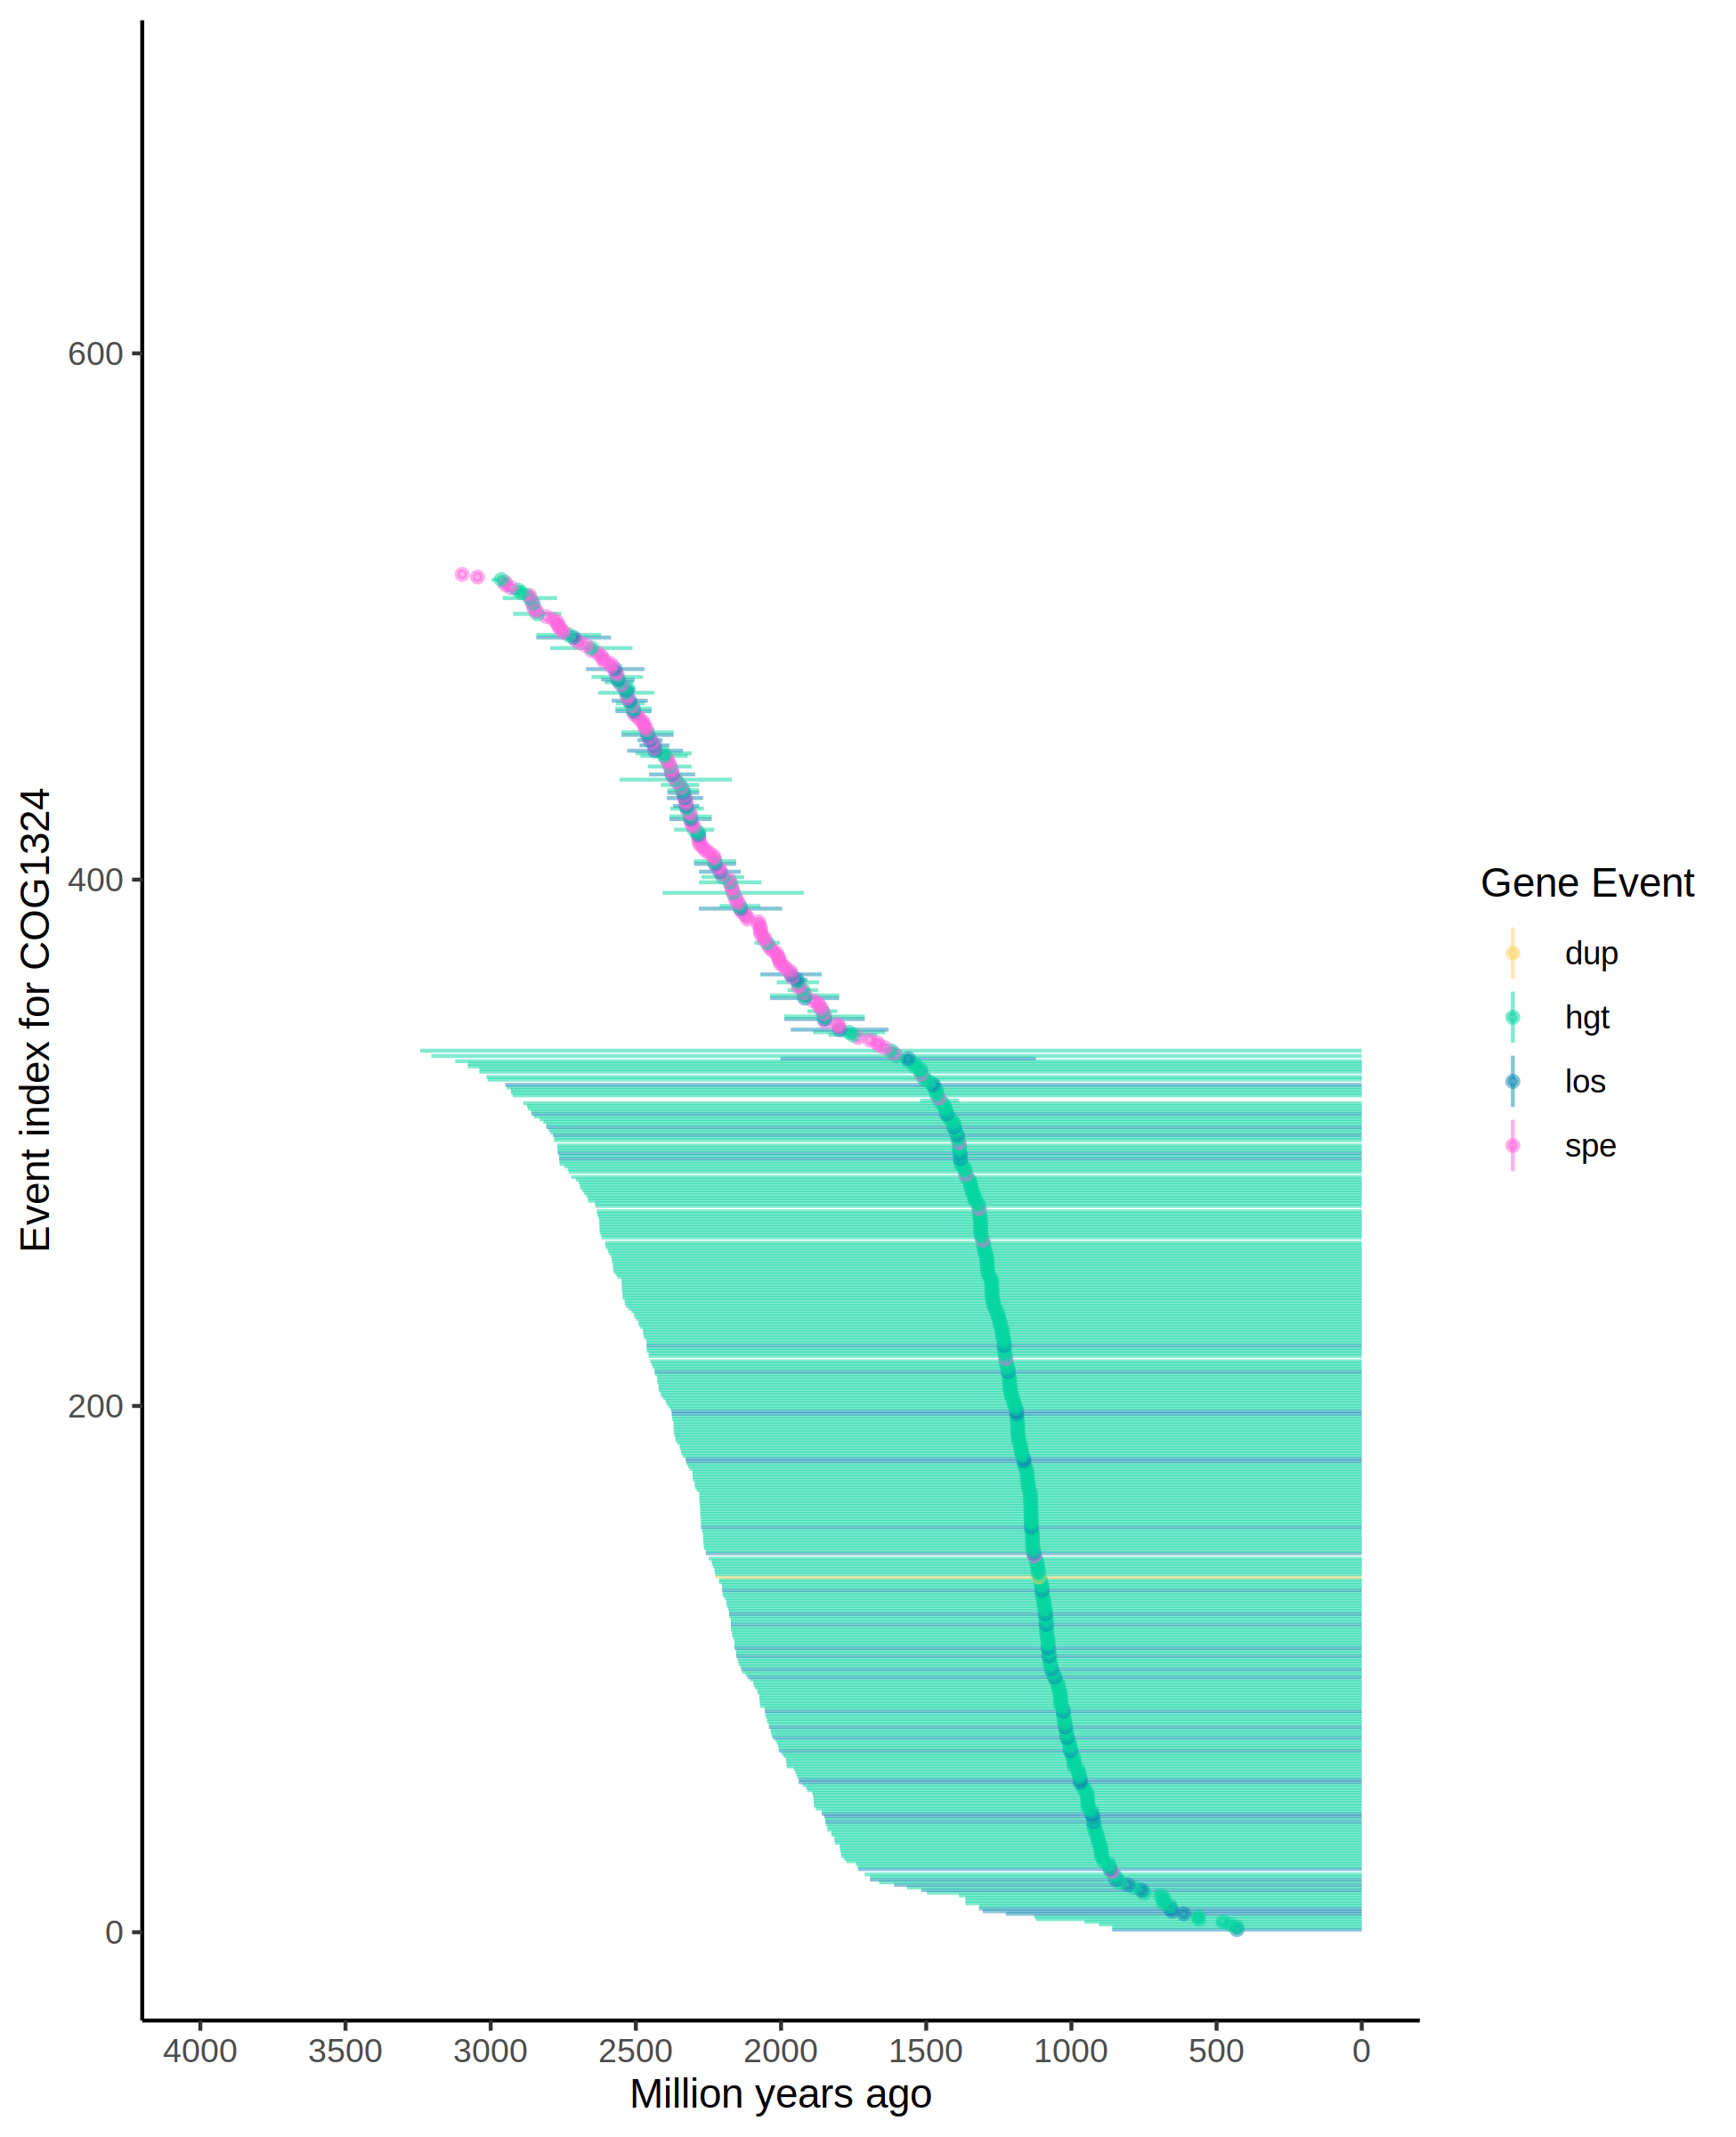 Event index for COG1324
600
400
200
0
4000 3500 3000 2500 2000 1500 1000 500 0
Million years ago
Gene Event
dup
hgt
los
spe